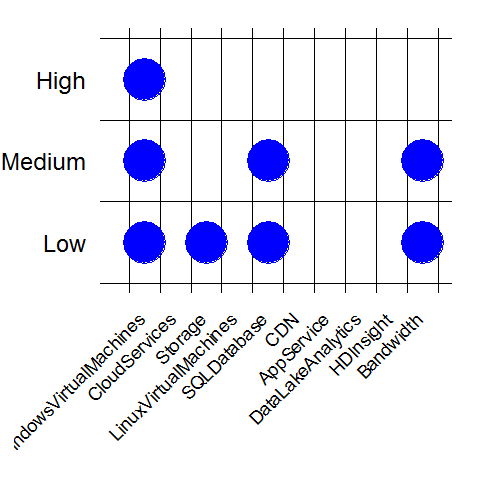 High
Medium
Low
ndowsVirtualMachines
CloudServices
Storage
LinuxVirtualMachines
SQLDatabase
CDN
AppService
DataLakeAnalytics
HDInsight
Bandwidth